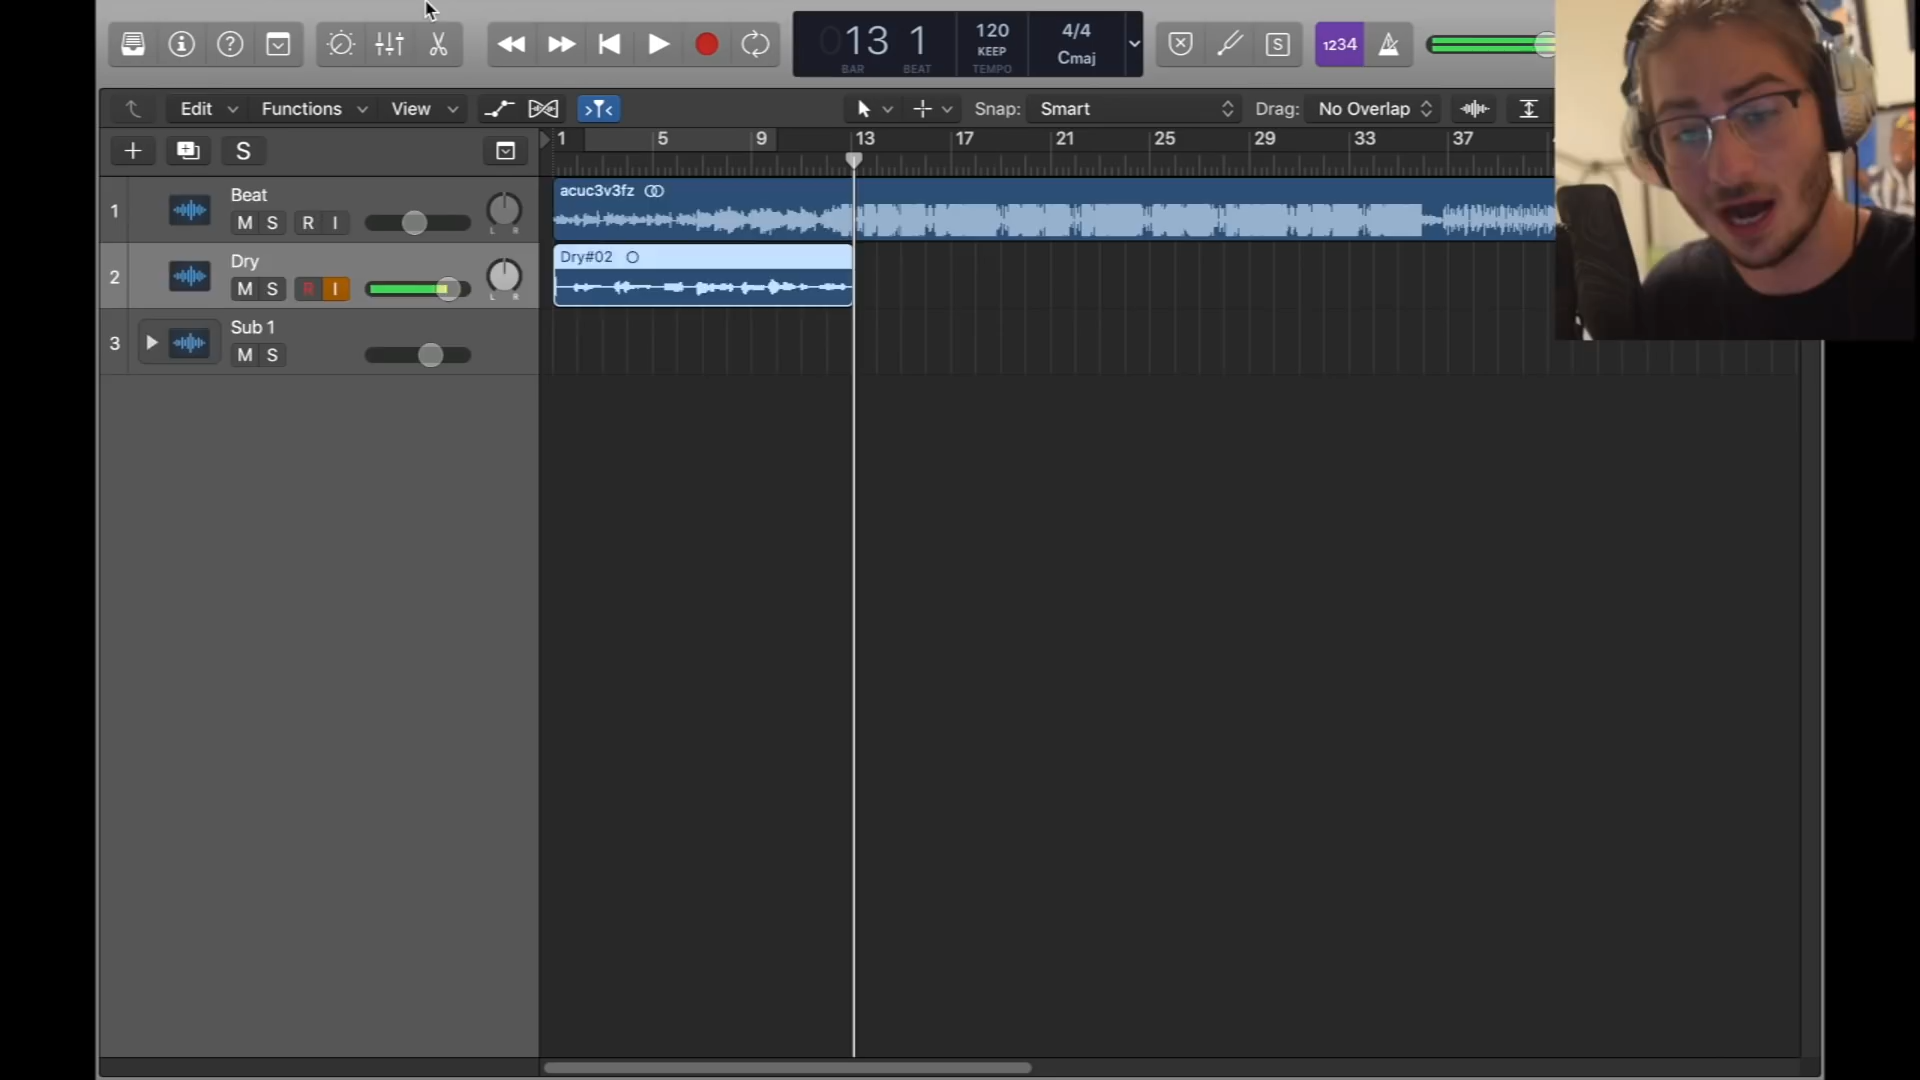 013 1
BAR BEAT
120
KEEP
TEMPO
4/4
Cmaj
S
1234
Edit Functions View Snap: Smart Drag: No Overlap
S
1 5 9 13 17 21 25 29 33 37
1 Beat
M S R I
L R
acuc3v3fz
2 Dry
M S R I
L R
Dry#02
3 Sub 1
M S